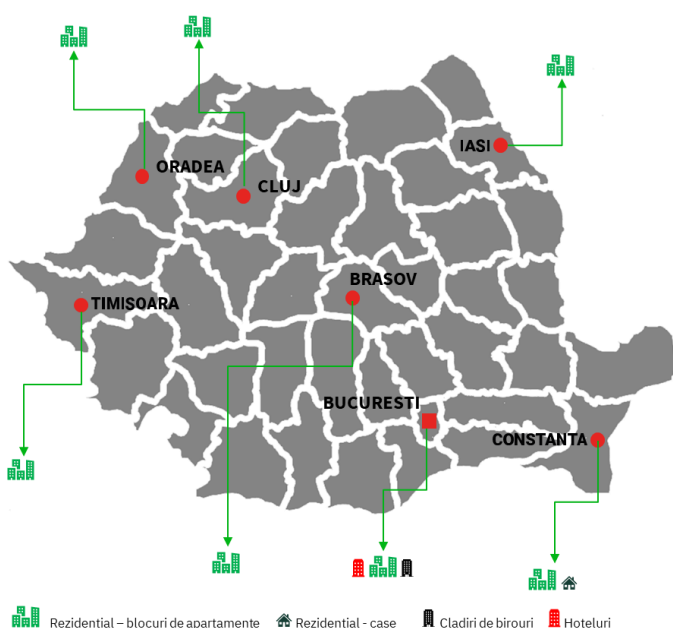 ORADEA
CLUJ
IASI
TIMISOARA
BRASOV
BUCURESTI
CONSTANTA
Rezidential – blocuri de apartamente Rezidential - case Cladiri de birouri Hoteluri